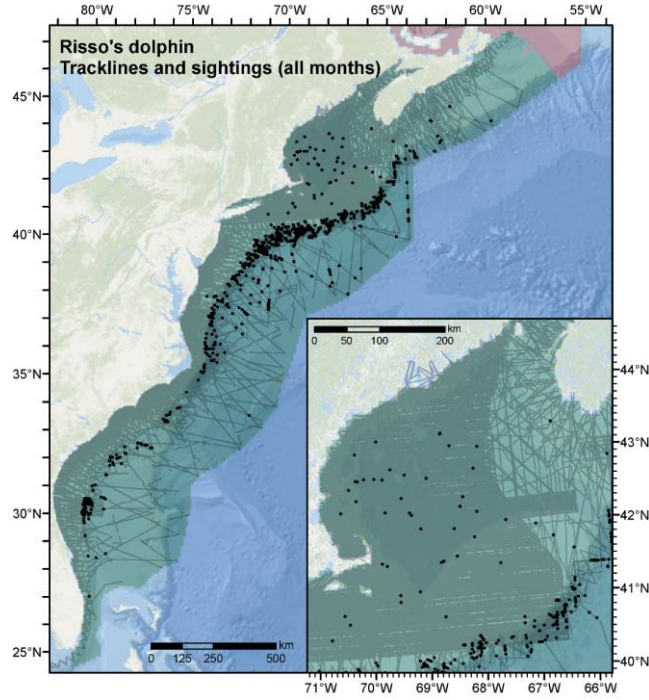 80°W 75°W 70°W 65°W 60°W 55°W
Risso's dolphin
Tracklines and sightings (all months)
45°N
40°N
35°N
30°N
25°N
km
0 50 100 200
44°N
43°N
42°N
41°N
40°N
km
0 125 250 500
71°W 70°W 69°W 68°W 67°W 66°W